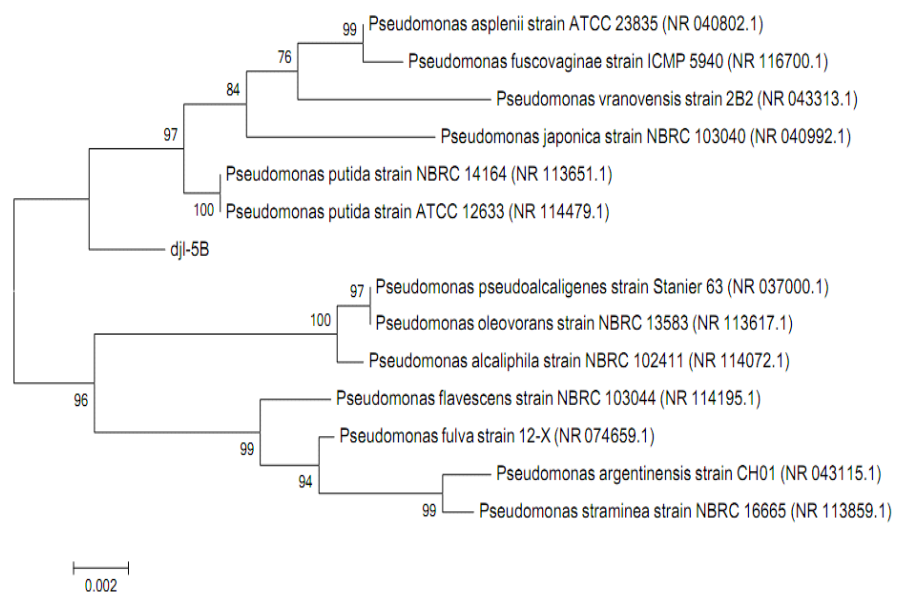 99
Pseudomonas asplenii strain ATCC 23835 (NR 040802.1)
76
Pseudomonas fuscovaginae strain ICMP 5940 (NR 116700.1)
84
Pseudomonas vranovensis strain 2B2 (NR 043313.1)
97
Pseudomonas japonica strain NBRC 103040 (NR 040992.1)
Pseudomonas putida strain NBRC 14164 (NR 113651.1)
100
Pseudomonas putida strain ATCC 12633 (NR 114479.1)
djl-5B
97
Pseudomonas pseudoalcaligenes strain Stanier 63 (NR 037000.1)
100
Pseudomonas oleovorans strain NBRC 13583 (NR 113617.1)
Pseudomonas alcaliphila strain NBRC 102411 (NR 114072.1)
96
Pseudomonas flavescens strain NBRC 103044 (NR 114195.1)
99
Pseudomonas fulva strain 12-X (NR 074659.1)
94
Pseudomonas argentinensis strain CH01 (NR 043115.1)
99
Pseudomonas straminea strain NBRC 16665 (NR 113859.1)
0.002